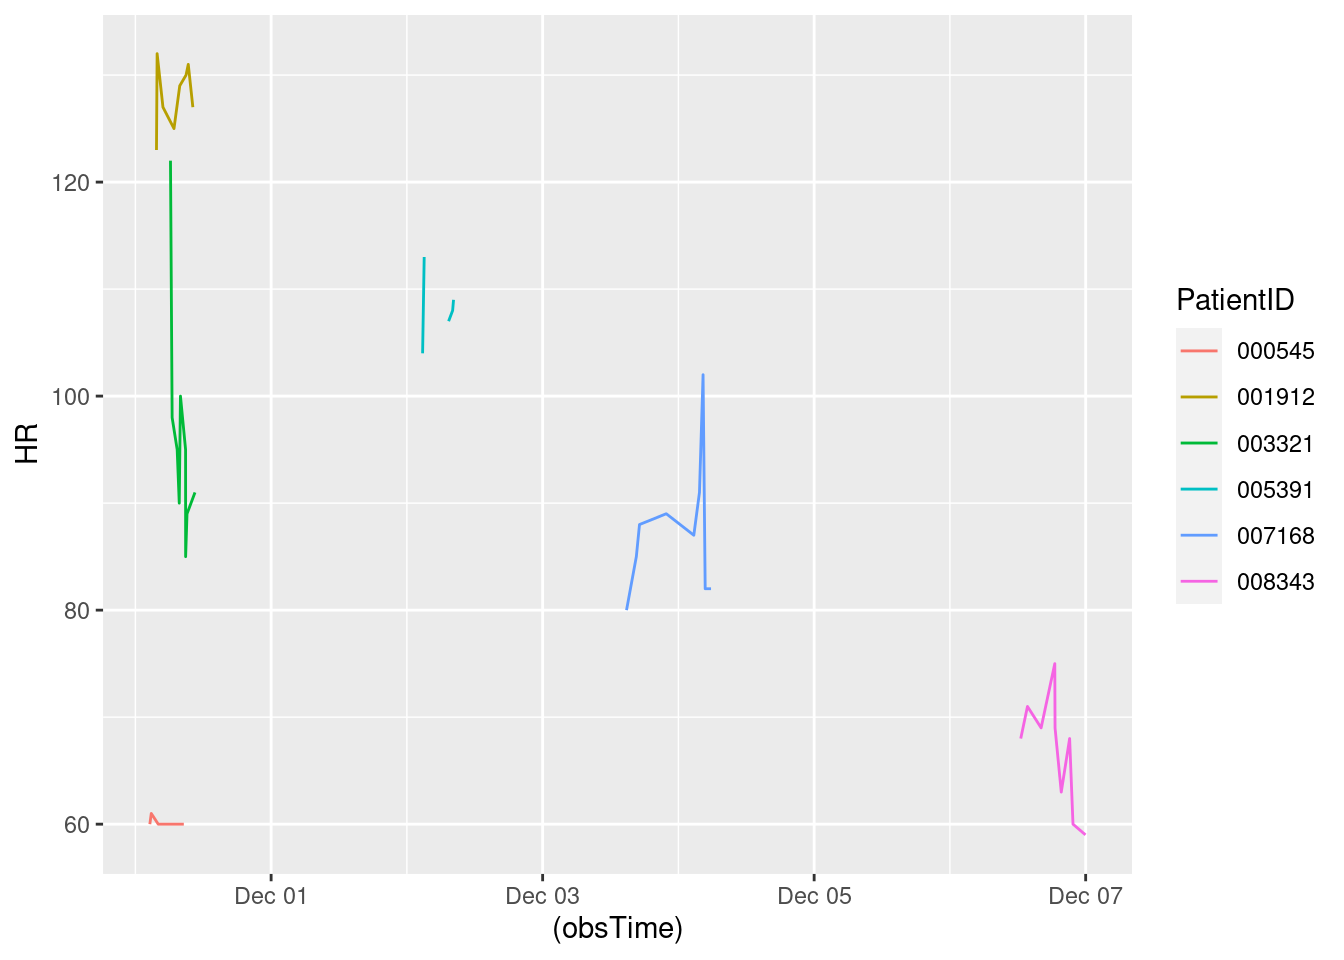 120
100
80
60
HR
Dec 01
Dec 03
Dec 05
Dec 07
(obsTime)
PatientID
000545
001912
003321
005391
007168
008343